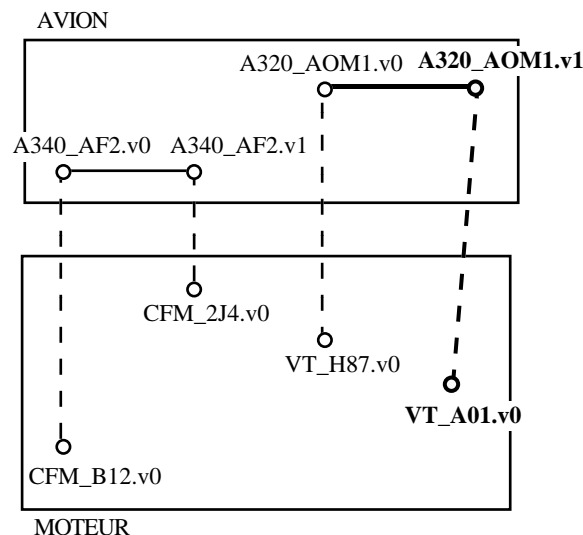 AVION
A320_AOM1.v0 A320_AOM1.v1
A340_AF2.v0 A340_AF2.v1
CFM_2J4.v0
VT_H87.v0
VT_A01.v0
CFM_B12.v0
MOTEUR